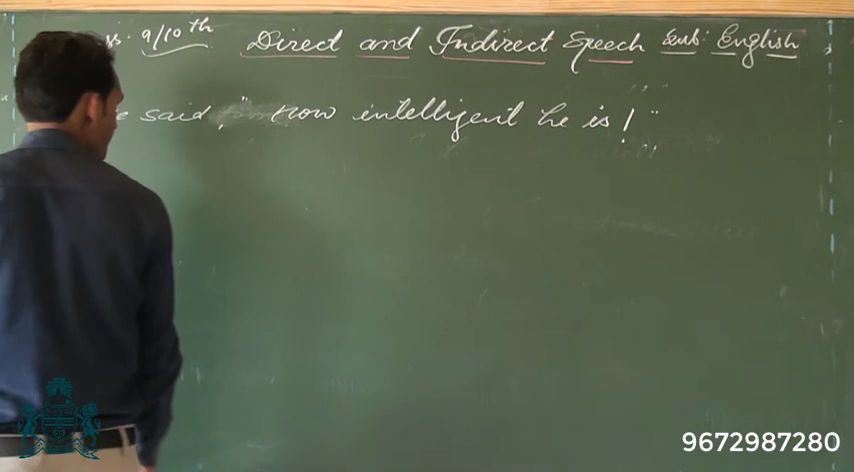 9/10th Direct and Indirect Speech Sub: English
said, "How intelligent he is!"
9672987280